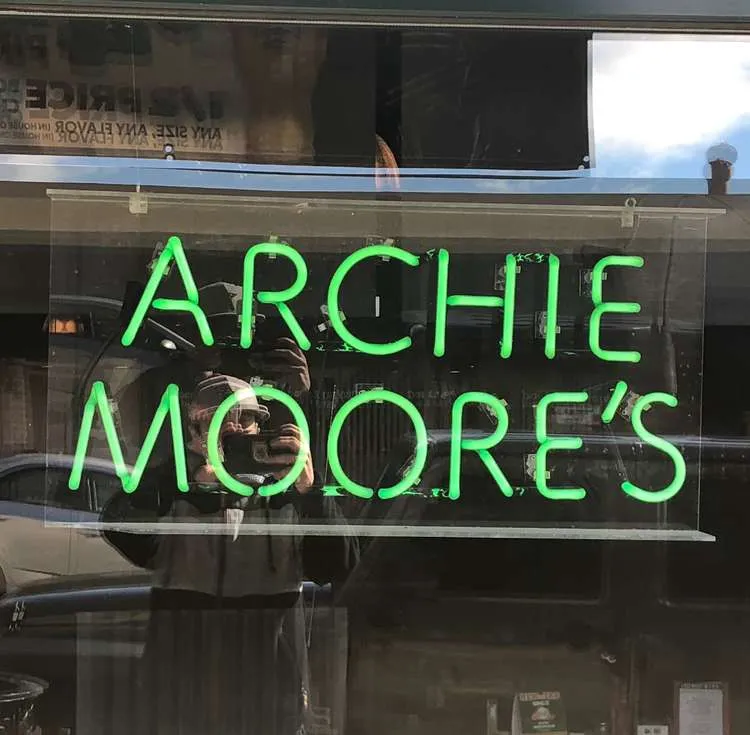 1/2 PRICE
ANY SIZE, ANY FLAVOR
ARCHIE
MOORE'S